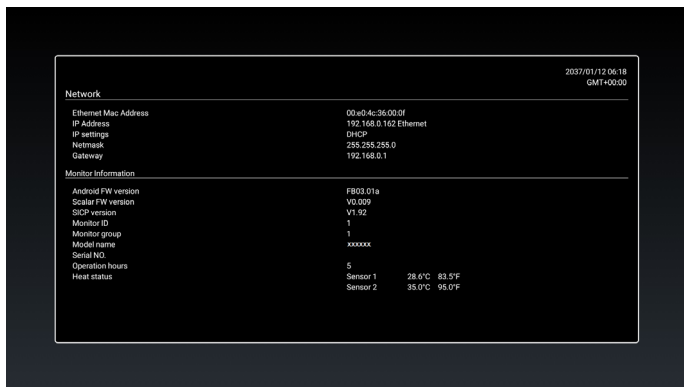 2037/01/12 06:18
GMT+00:00
Network
Ethernet Mac Address 00:e0:4c:36:00:0f
IP Address 192.168.0.162 Ethernet
IP settings DHCP
Netmask 255.255.255.0
Gateway 192.168.0.1
Monitor Information
Android FW version FB03.01a
Scalar FW version V0.009
SICP version V1.92
Monitor ID 1
Monitor group 1
Model name xxxxxx
Serial NO.
Operation hours 5
Heat status Sensor 1 28.6°C 83.5°F
Sensor 2 35.0°C 95.0°F